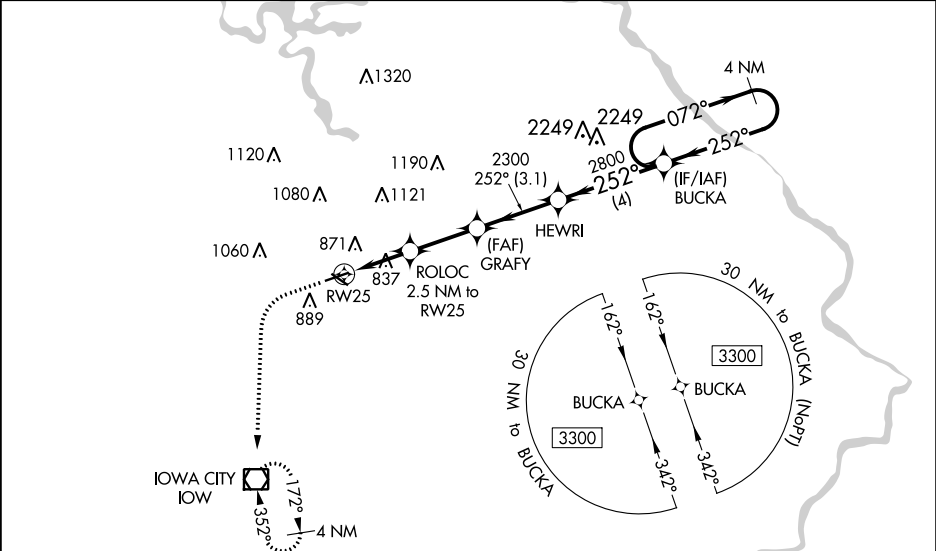 1320
4 NM
2249
2249
072°
252°
1120
1190
2300
252° (3.1)
2800
252°
(4)
(IF/IAF)
BUCKA
1080
1121
HEWRI
1060
871
(FAF)
GRAFY
837
ROLOC
2.5 NM to
RW25
RW25
889
162°
162°
30 NM to BUCKA (NoPT)
3300
BUCKA
BUCKA
30 NM to BUCKA
3300
342°
342°
IOWA CITY
IOW
172°
352°
4 NM